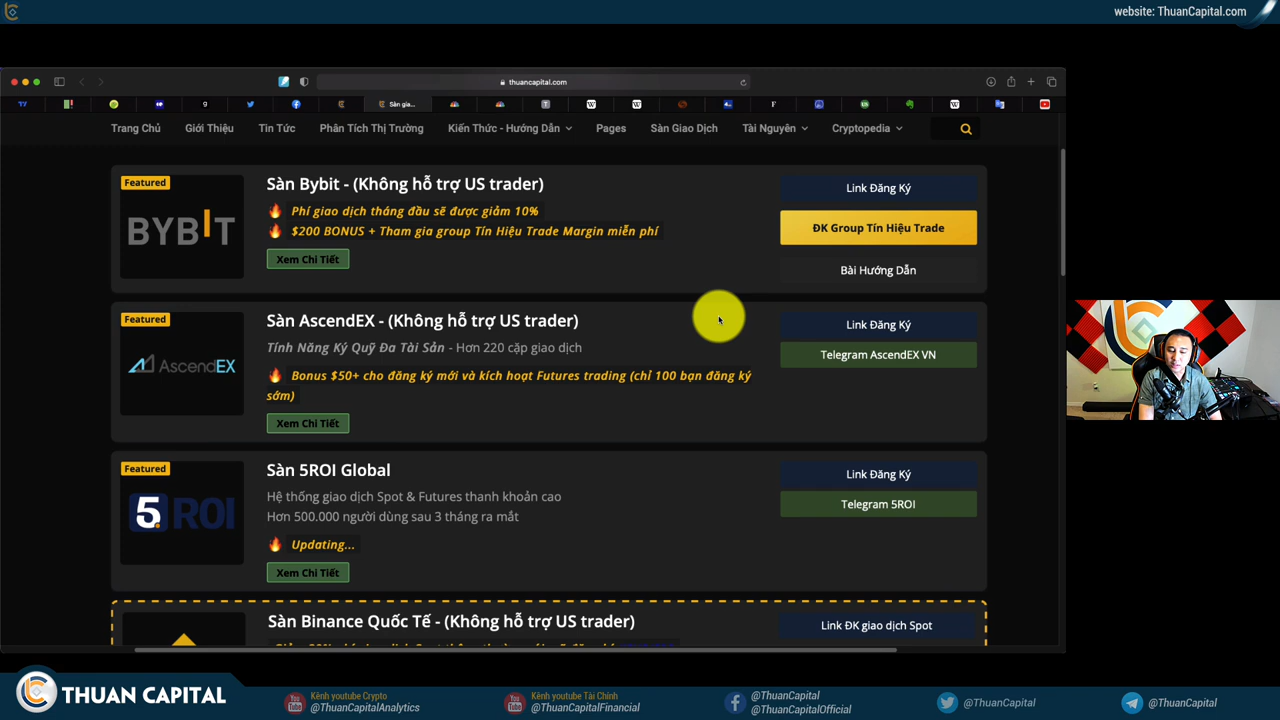 website: ThuanCapital.com
thuancapital.com
Sàn gia...
Trang Chủ
Giới Thiệu
Tin Tức
Phân Tích Thị Trường
Kiến Thức - Hướng Dẫn
Pages
Sàn Giao Dịch
Tài Nguyên
Cryptopedia
Featured
BYBIT
Sàn Bybit - (Không hỗ trợ US trader)
Phí giao dịch tháng đầu sẽ được giảm 10%
$200 BONUS + Tham gia group Tín Hiệu Trade Margin miễn phí
Xem Chi Tiết
Link Đăng Ký
ĐK Group Tín Hiệu Trade
Bài Hướng Dẫn
Featured
AscendEX
Sàn AscendEX - (Không hỗ trợ US trader)
Tính Năng Ký Quỹ Đa Tài Sản - Hơn 220 cặp giao dịch
Bonus $50+ cho đăng ký mới và kích hoạt Futures trading (chỉ 100 bạn đăng ký
sớm)
Xem Chi Tiết
Link Đăng Ký
Telegram AscendEX VN
Featured
5ROI
Sàn 5ROI Global
Hệ thống giao dịch Spot & Futures thanh khoản cao
Hơn 500.000 người dùng sau 3 tháng ra mắt
Updating...
Xem Chi Tiết
Link Đăng Ký
Telegram 5ROI
Sàn Binance Quốc Tế - (Không hỗ trợ US trader)
Link ĐK giao dịch Spot
THUAN CAPITAL
Kênh youtube Crypto
@ThuanCapitalAnalytics
Kênh youtube Tài Chính
@ThuanCapitalFinancial
@ThuanCapital
@ThuanCapitalOfficial
@ThuanCapital
@ThuanCapital